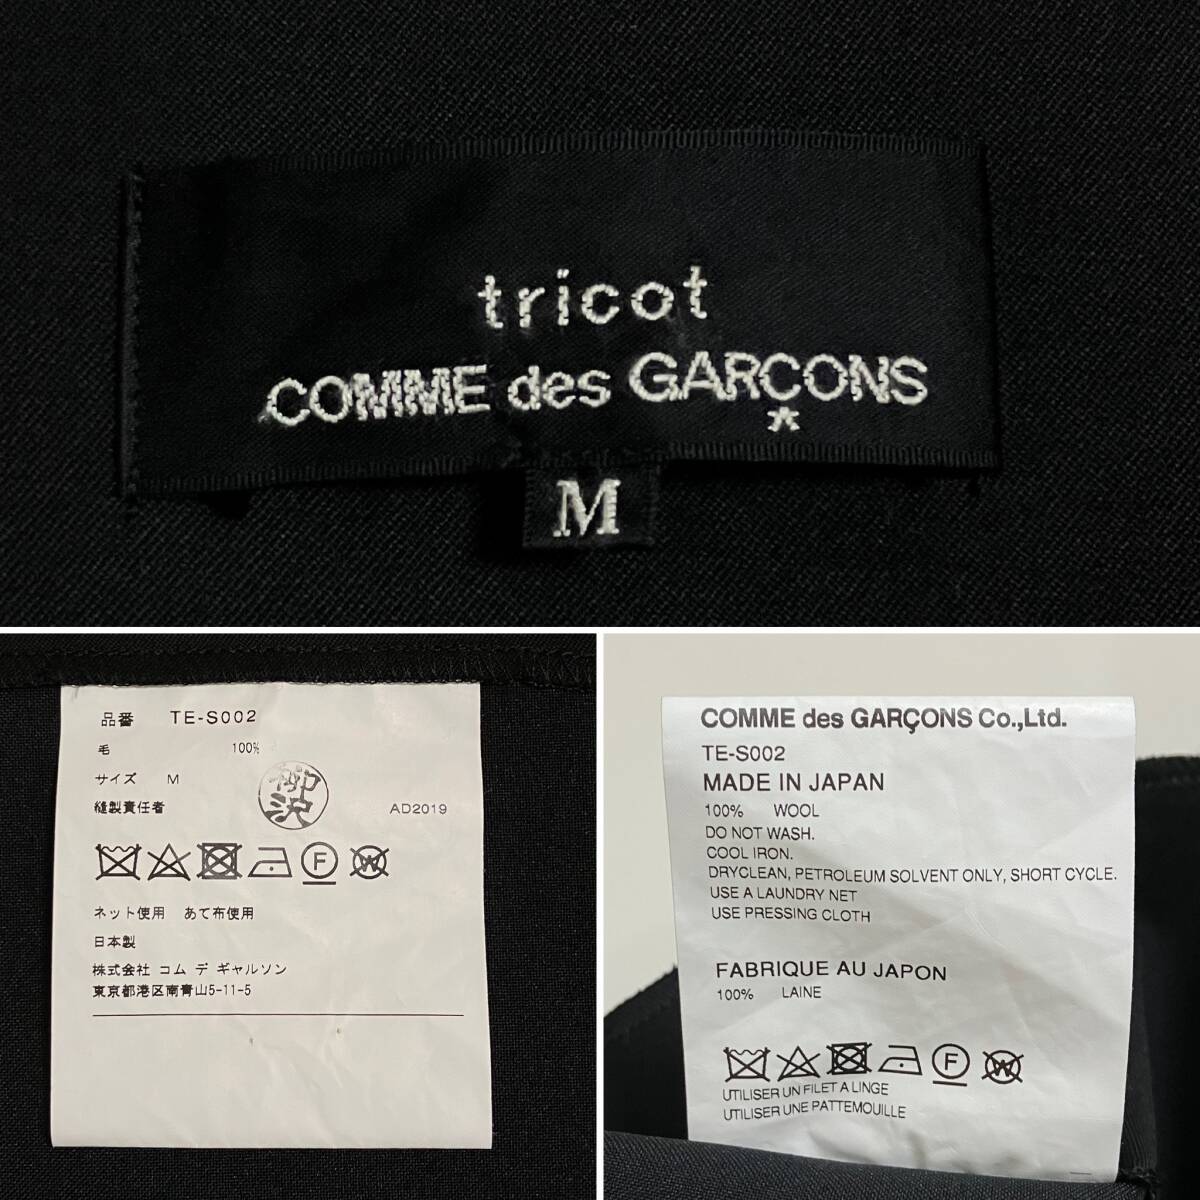 tricot
COMME des GARÇONS
M
品番 TE-S002
毛 100%
サイズ M
縫製責任者 柳沢 AD2019
F W
ネット使用 あて布使用
日本製
株式会社 コム デ ギャルソン
東京都港区南青山5-11-5
COMME des GARÇONS Co.,Ltd.
TE-S002
MADE IN JAPAN
100% WOOL
DO NOT WASH.
COOL IRON.
DRYCLEAN, PETROLEUM SOLVENT ONLY, SHORT CYCLE.
USE A LAUNDRY NET
USE PRESSING CLOTH
FABRIQUE AU JAPON
100% LAINE
F W
UTILISER UN FILET A LINGE
UTILISER UNE PATTEMOUILLE